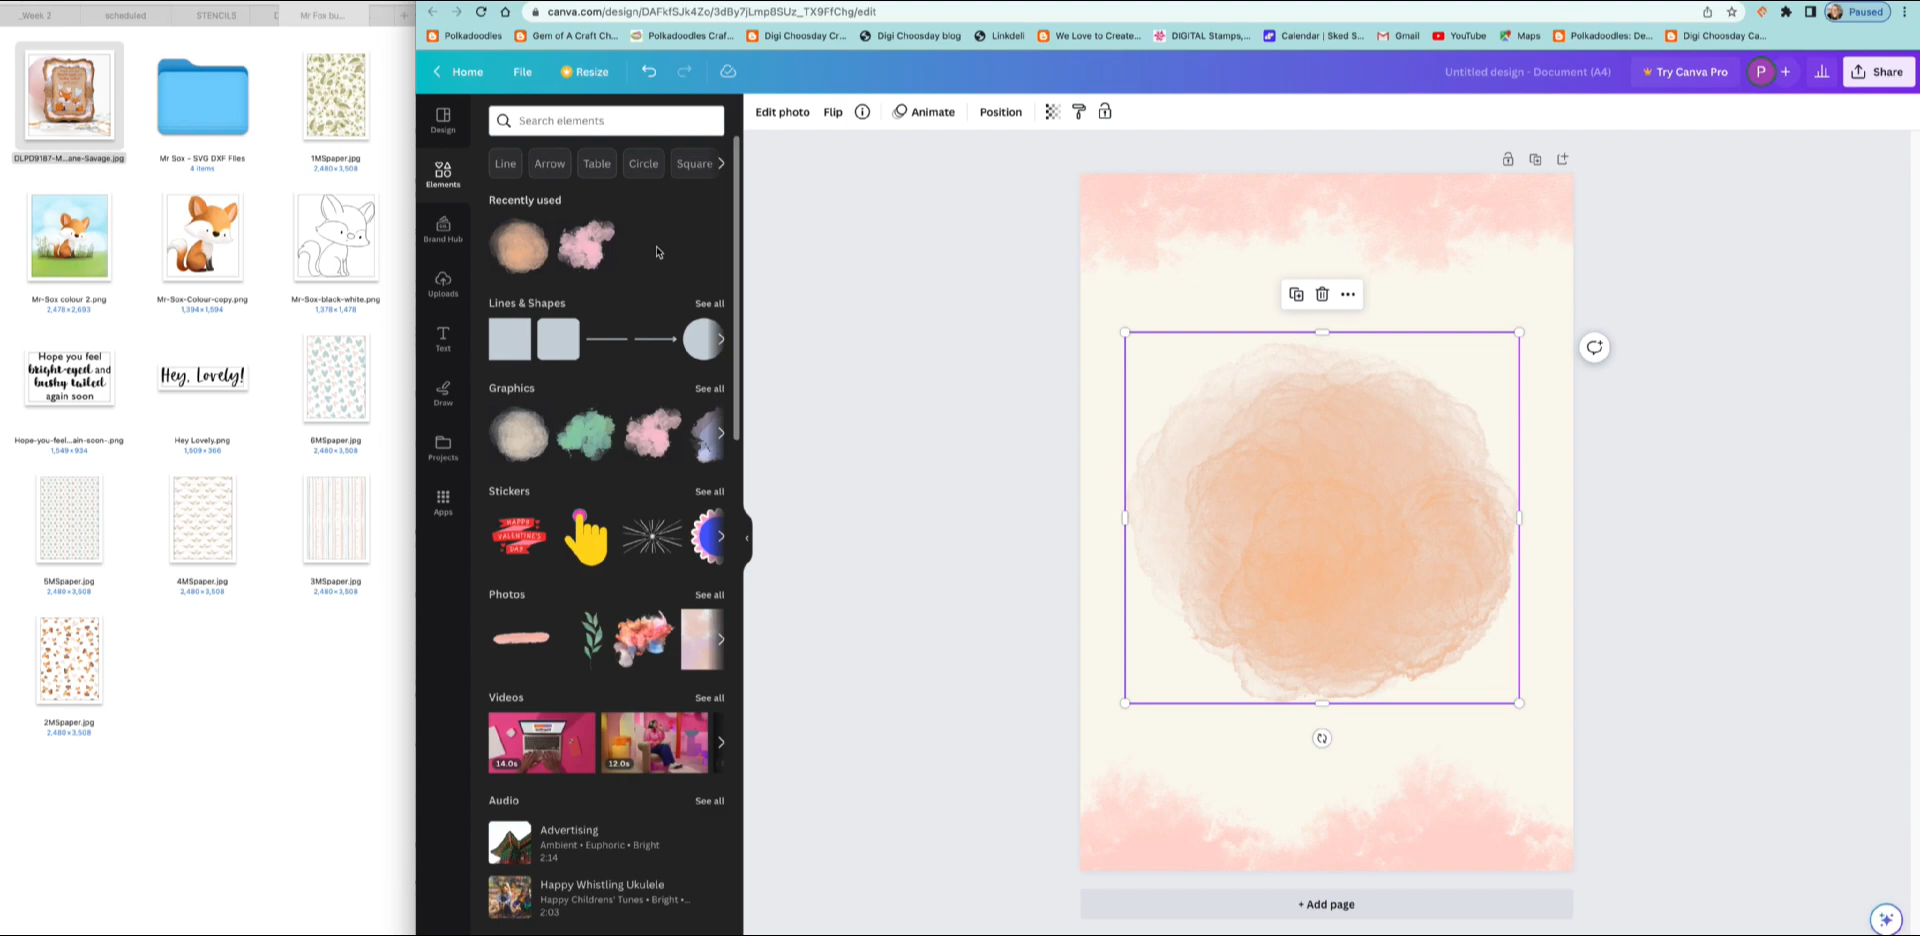 _Week 2
scheduled
STENCILS
Mr Fox bu...
canva.com/design/DAFkfSJk4Zo/3dBy7jLmp8SUz_TX9FfChg/edit
Paused
Polkadoodles
Gem of A Craft Ch...
Polkadoodles Craf...
Digi Choosday Cr...
Digi Choosday blog
Linkdeli
We Love to Create...
DIGITAL Stamps,...
Calendar | Sked S...
Gmail
YouTube
Maps
Polkadoodles: De...
Digi Choosday Ca...
Home
File
Resize
Untitled design - Document (A4)
Try Canva Pro
P
Share
Edit photo
Flip
Animate
Position
Design
Elements
Brand Hub
Uploads
Text
Draw
Projects
Apps
Search elements
Line
Arrow
Table
Circle
Square
Recently used
Lines & Shapes
See all
Graphics
See all
Stickers
See all
HAPPY
VALENTINE'S
DAY
Photos
See all
Videos
See all
14.0s
12.0s
Audio
See all
Advertising
Ambient • Euphoric • Bright
2:14
Happy Whistling Ukulele
Happy Childrens' Tunes • Bright •...
2:03
+ Add page
DLPD9187-M...ane-Savage.jpg
Mr Sox - SVG DXF Files
4 items
1MSpaper.jpg
2,480×3,508
Mr-Sox colour 2.png
2,478×2,693
Mr-Sox-Colour-copy.png
1,394×1,594
Mr-Sox-black-white.png
1,378×1,478
Hope you feel
bright-eyed and
bushy tailed
again soon
Hey, Lovely!
Hope-you-feel...ain-soon-.png
1,549×934
Hey Lovely.png
1,509×366
6MSpaper.jpg
2,480×3,508
5MSpaper.jpg
2,480×3,508
4MSpaper.jpg
2,480×3,508
3MSpaper.jpg
2,480×3,508
2MSpaper.jpg
2,480×3,508